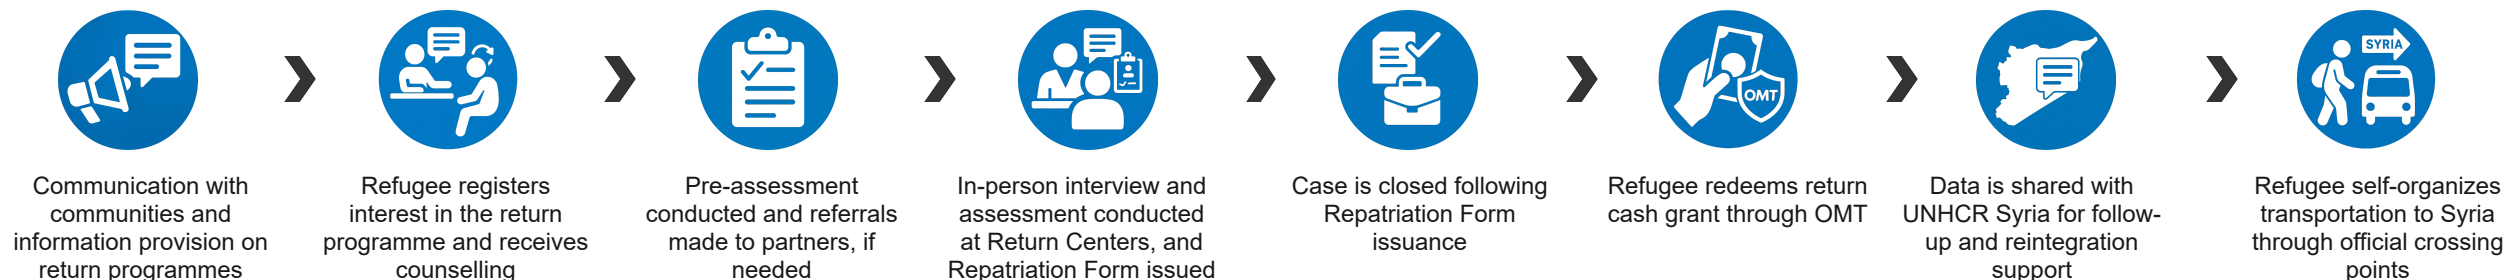 Communication with
communities and
information provision on
return programmes
Refugee registers
interest in the return
programme and receives
counselling
Pre-assessment
conducted and referrals
made to partners, if
needed
In-person interview and
assessment conducted
at Return Centers, and
Repatriation Form issued
Case is closed following
Repatriation Form
issuance
OMT
Refugee redeems return
cash grant through OMT
Data is shared with
UNHCR Syria for follow-
up and reintegration
support
SYRIA
Refugee self-organizes
transportation to Syria
through official crossing
points